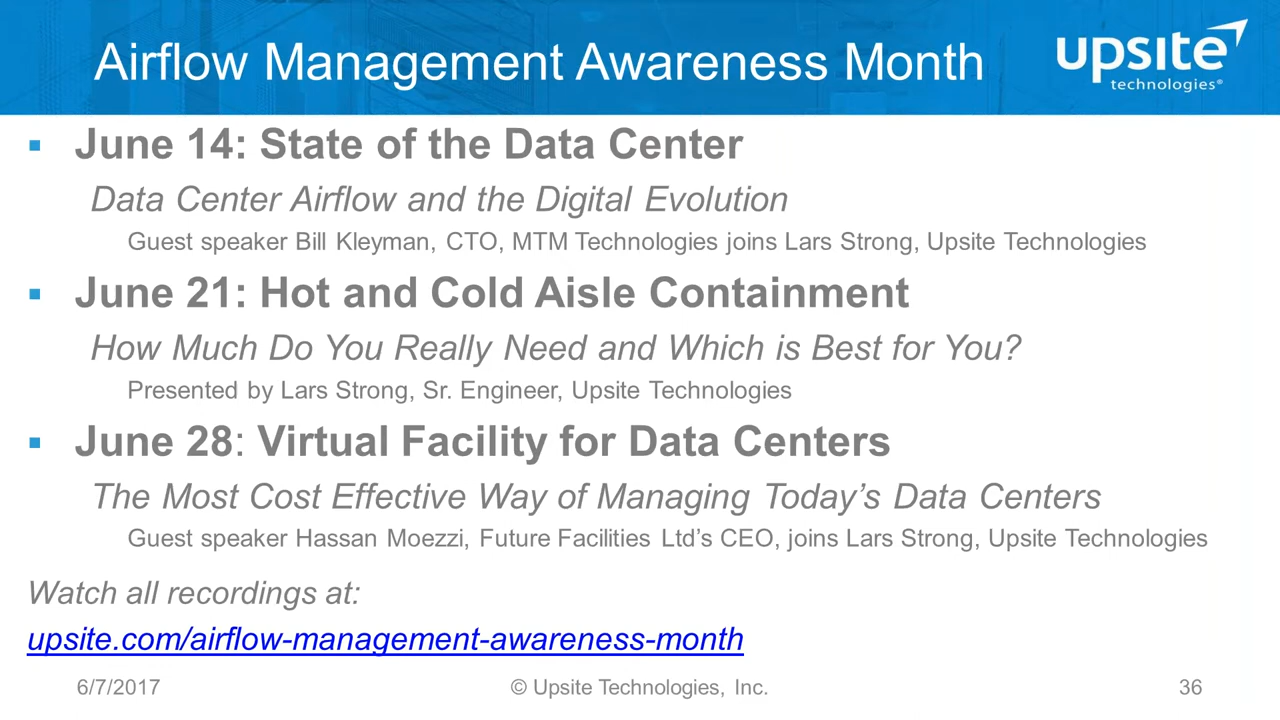 Airflow Management Awareness Month
upsite
technologies®
▪ June 14: State of the Data Center
Data Center Airflow and the Digital Evolution
Guest speaker Bill Kleyman, CTO, MTM Technologies joins Lars Strong, Upsite Technologies
▪ June 21: Hot and Cold Aisle Containment
How Much Do You Really Need and Which is Best for You?
Presented by Lars Strong, Sr. Engineer, Upsite Technologies
▪ June 28: Virtual Facility for Data Centers
The Most Cost Effective Way of Managing Today’s Data Centers
Guest speaker Hassan Moezzi, Future Facilities Ltd’s CEO, joins Lars Strong, Upsite Technologies
Watch all recordings at:
upsite.com/airflow-management-awareness-month
6/7/2017 © Upsite Technologies, Inc. 36